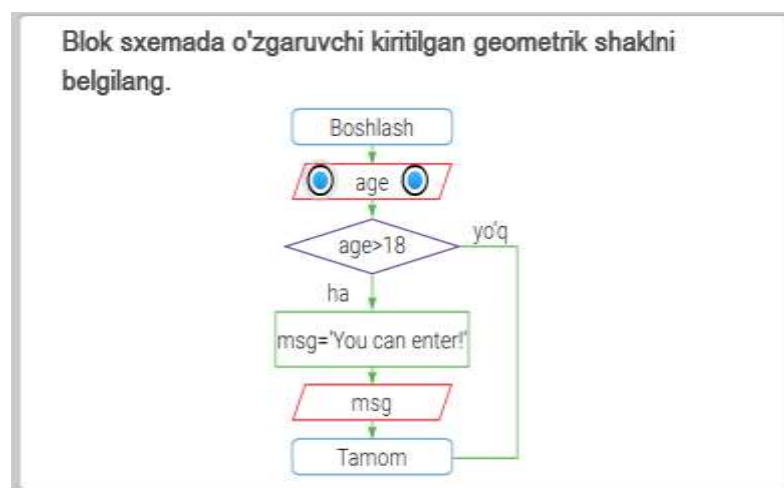 Blok sxemada o'zgaruvchi kiritilgan geometrik shaklni
belgilang.
Boshlash
age
age>18
yo'q
ha
msg='You can enter!'
msg
Tamom